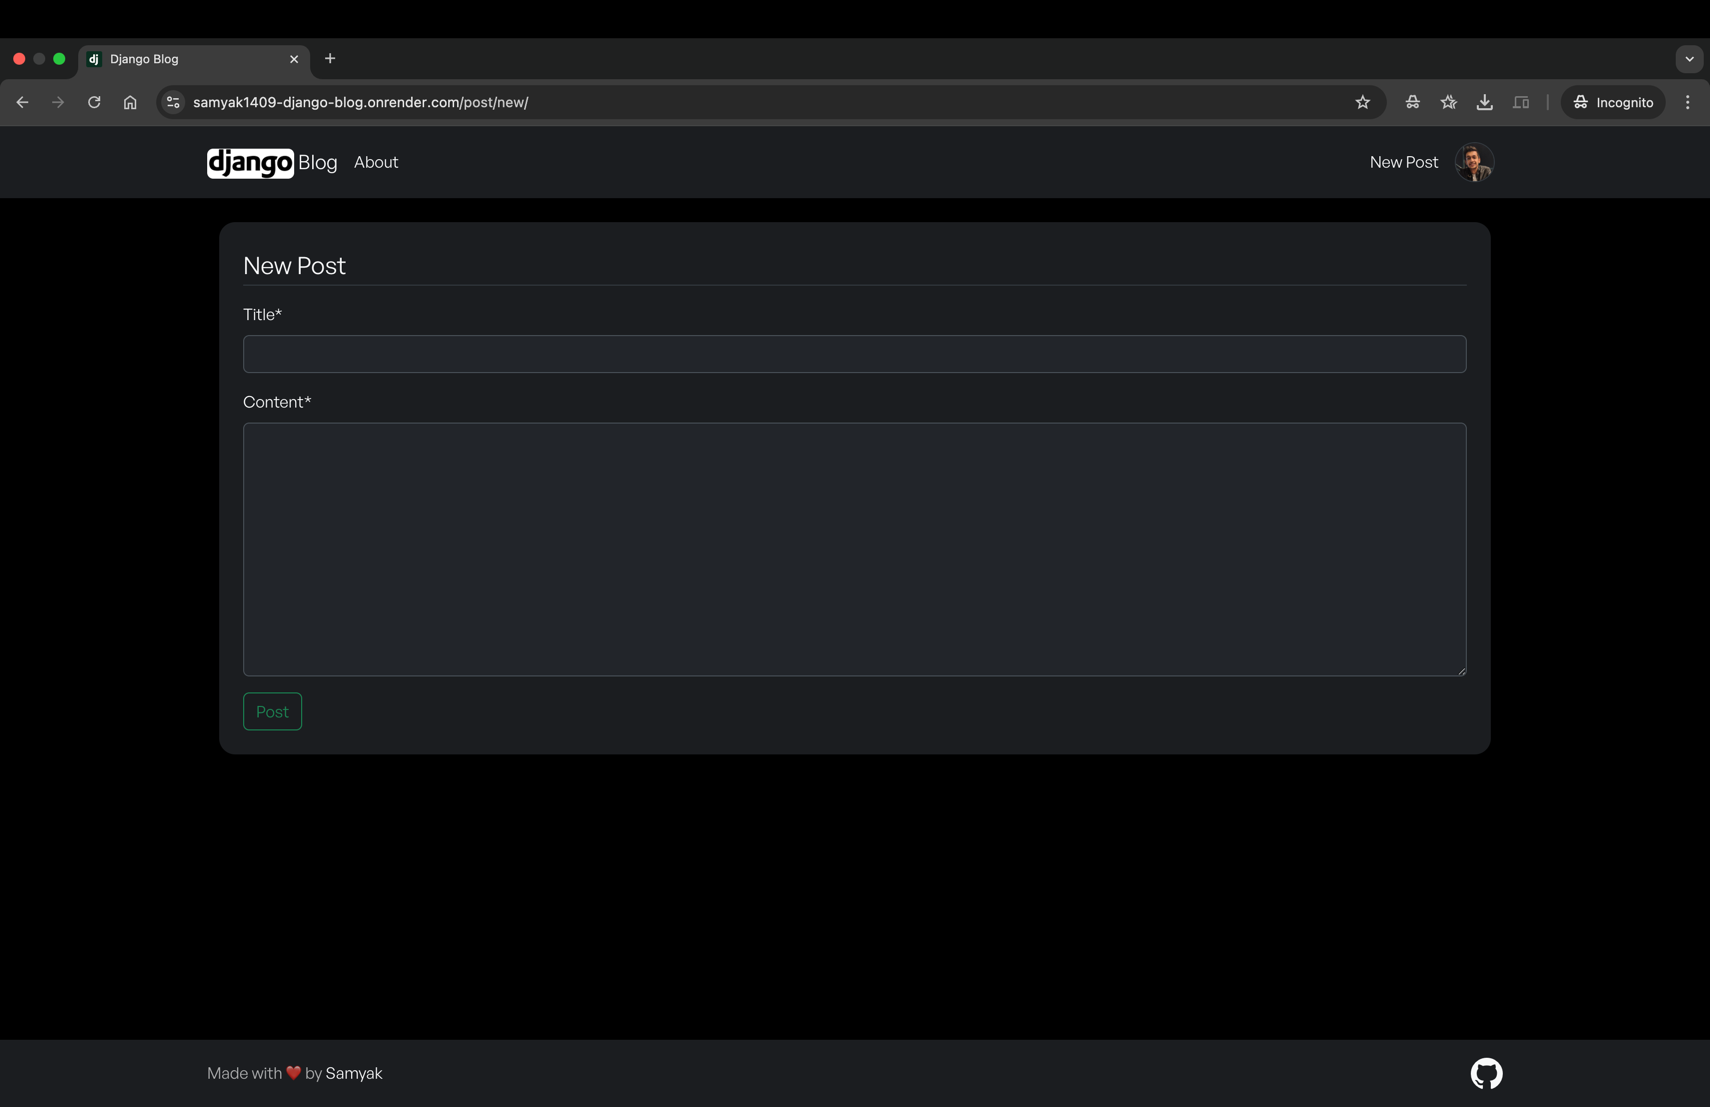 dj Django Blog
samyak1409-django-blog.onrender.com/post/new/
Incognito
django Blog About New Post
New Post
Title*
Content*
Post
Made with ❤️ by Samyak